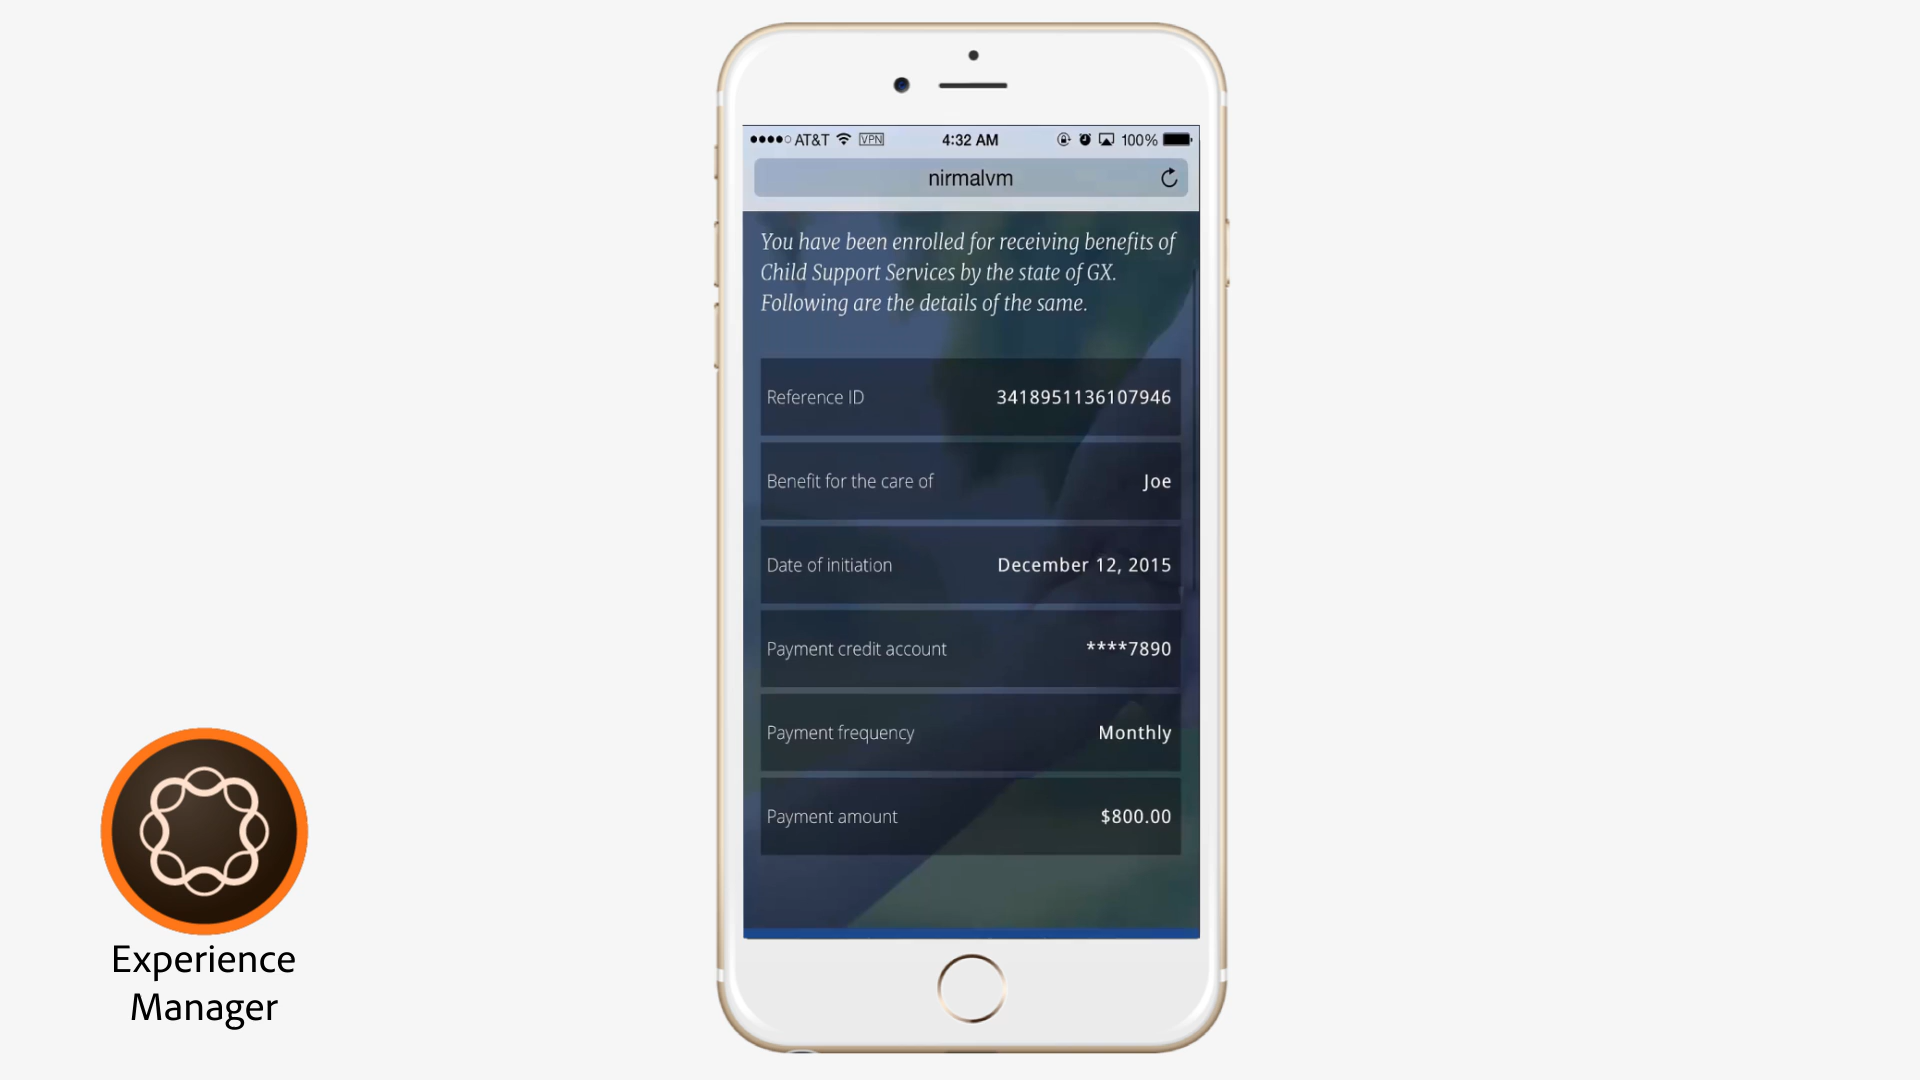 AT&T VPN 4:32 AM 100%
nirmalvm
You have been enrolled for receiving benefits of
Child Support Services by the state of GX.
Following are the details of the same.
Reference ID 3418951136107946
Benefit for the care of Joe
Date of initiation December 12, 2015
Payment credit account ****7890
Payment frequency Monthly
Payment amount $800.00
Experience
Manager